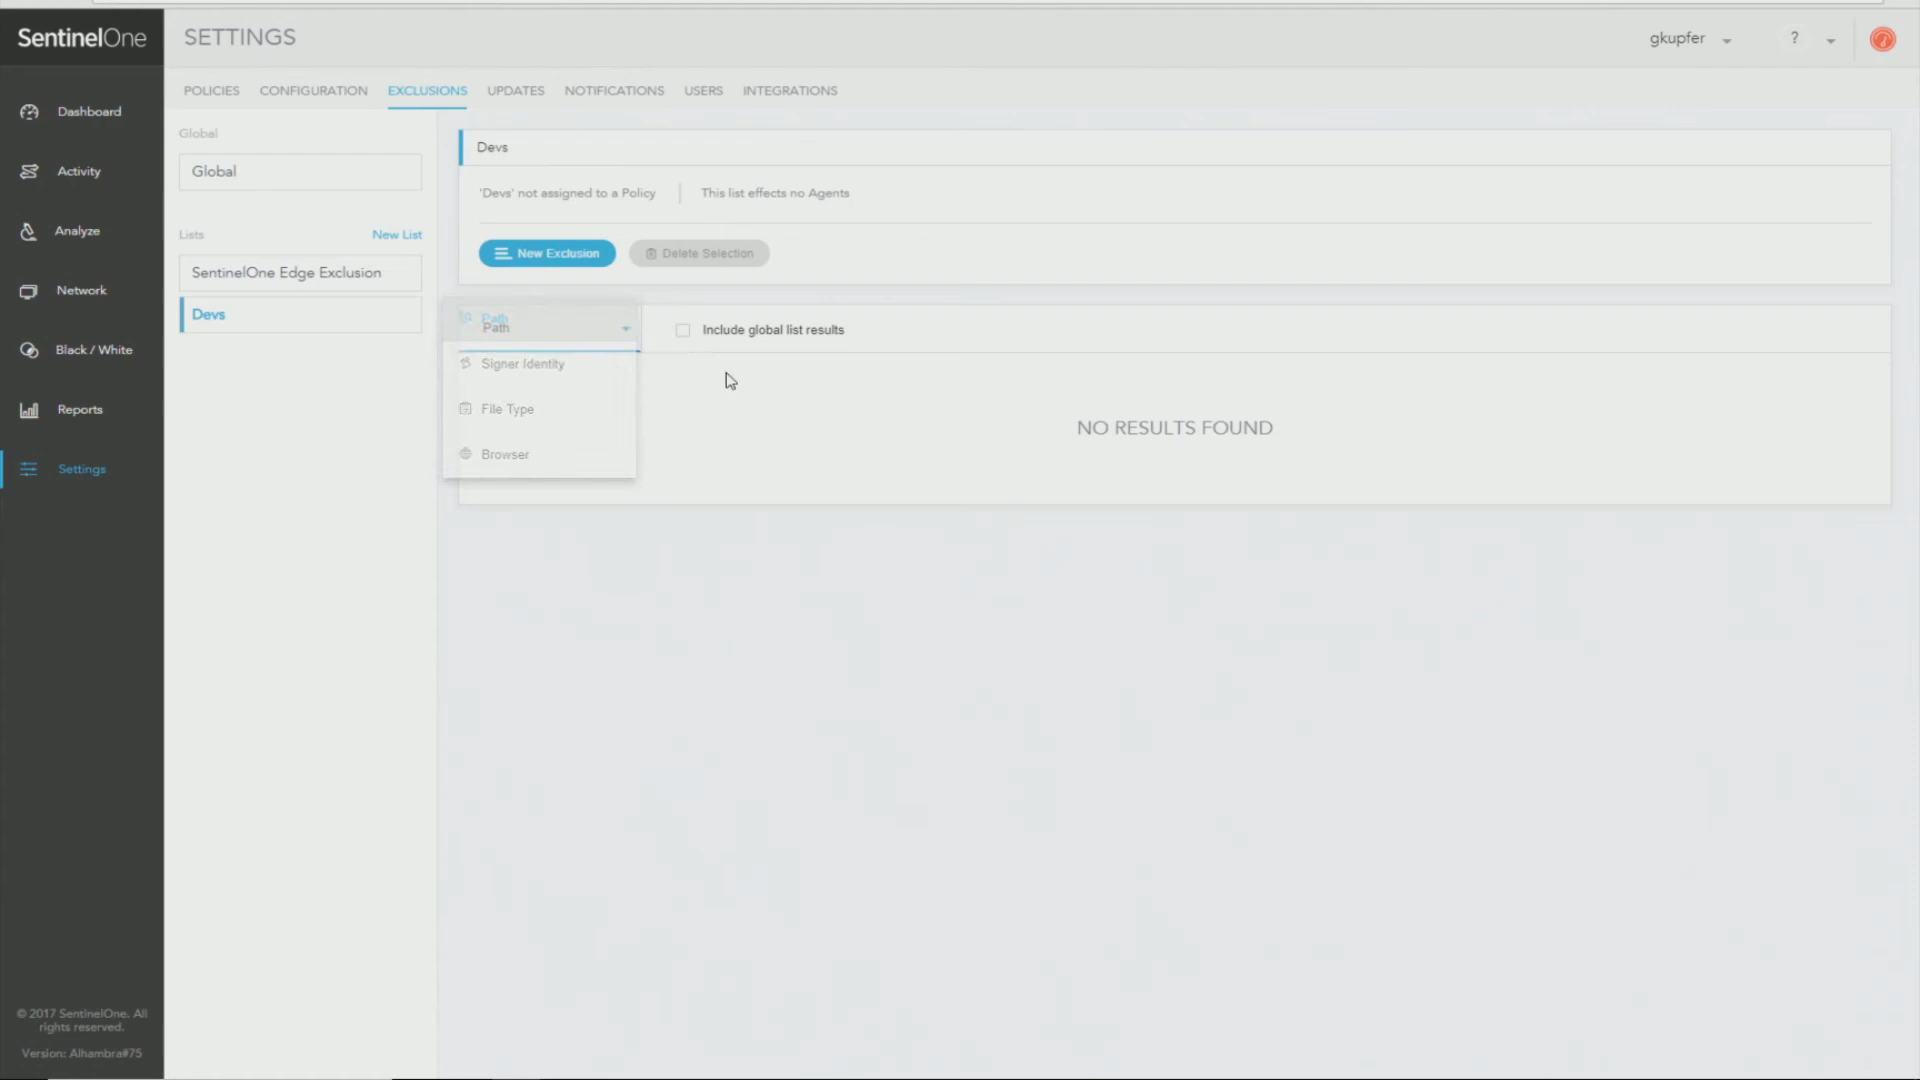 SentinelOne
SETTINGS
gkupfer
?
POLICIES CONFIGURATION EXCLUSIONS UPDATES NOTIFICATIONS USERS INTEGRATIONS
Dashboard
Activity
Analyze
Network
Black / White
Reports
Settings
© 2017 SentinelOne. All
rights reserved.
Version: Alhambra#75
Global
Global
Lists New List
SentinelOne Edge Exclusion
Devs
Devs
'Devs' not assigned to a Policy This list effects no Agents
New Exclusion Delete Selection
Path
Path
Include global list results
Signer Identity
File Type
Browser
NO RESULTS FOUND